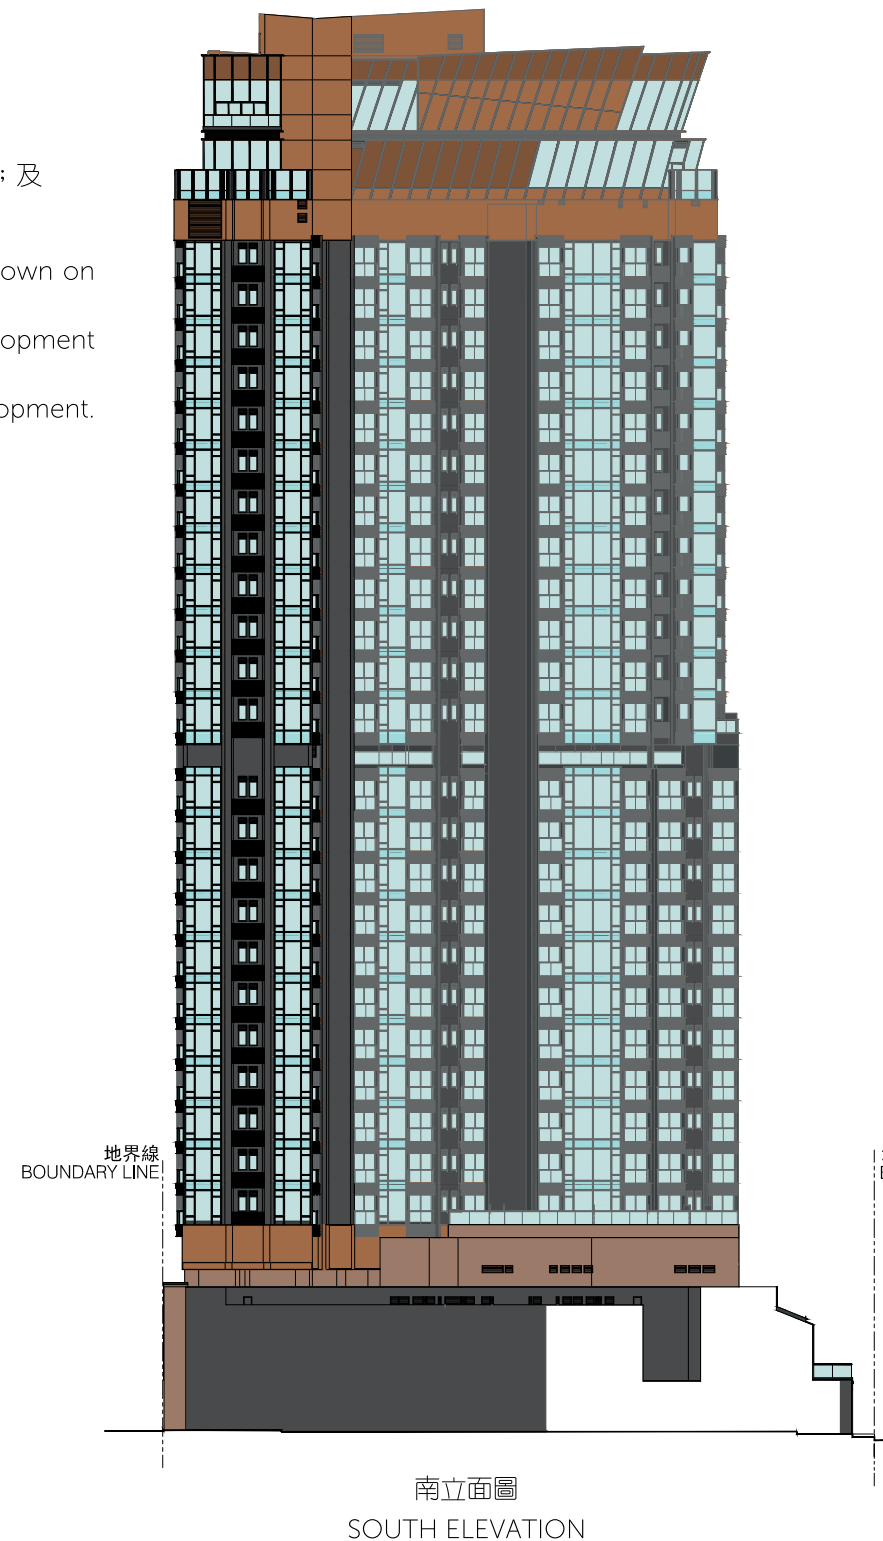 ；及
own on
opment
opment.
地界線
BOUNDARY LINE
南立面圖
SOUTH ELEVATION